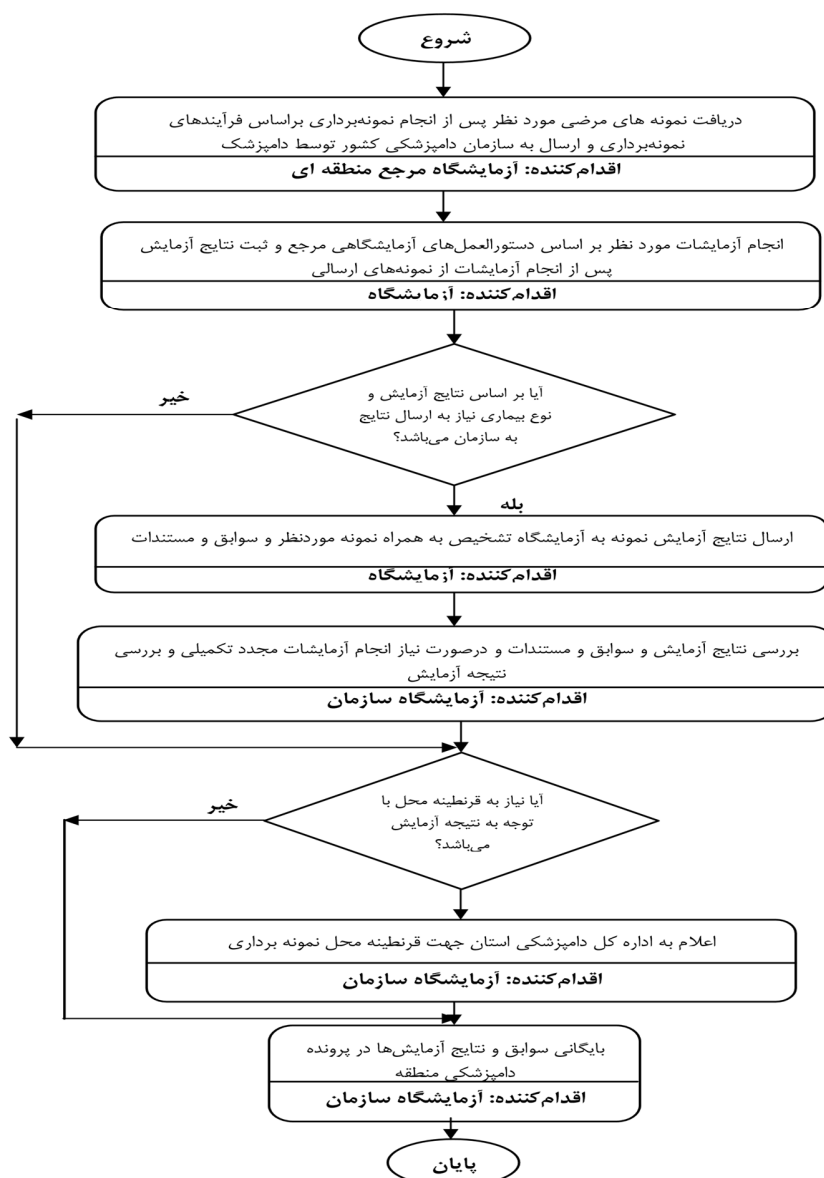 شروع
دریافت نمونه های مرضی مورد نظر پس از انجام نمونه‌برداری براساس فرآیندهای
نمونه‌برداری و ارسال به سازمان دامپزشکی کشور توسط دامپزشک
اقدام‌کننده: آزمایشگاه مرجع منطقه ای
انجام آزمایشات مورد نظر بر اساس دستورالعمل‌های آزمایشگاهی مرجع و ثبت نتایج آزمایش
پس از انجام آزمایشات از نمونه‌های ارسالی
اقدام‌کننده: آزمایشگاه
آیا بر اساس نتایج آزمایش و
نوع بیماری نیاز به ارسال نتایج
به سازمان می‌باشد؟
خیر
بله
ارسال نتایج آزمایش نمونه به آزمایشگاه تشخیص به همراه نمونه موردنظر و سوابق و مستندات
اقدام‌کننده: آزمایشگاه
بررسی نتایج آزمایش و سوابق و مستندات و درصورت نیاز انجام آزمایشات مجدد تکمیلی و بررسی
نتیجه آزمایش
اقدام‌کننده: آزمایشگاه سازمان
آیا نیاز به قرنطینه محل با
توجه به نتیجه آزمایش
می‌باشد؟
خیر
اعلام به اداره کل دامپزشکی استان جهت قرنطینه محل نمونه برداری
اقدام‌کننده: آزمایشگاه سازمان
بایگانی سوابق و نتایج آزمایش‌ها در پرونده
دامپزشکی منطقه
اقدام‌کننده: آزمایشگاه سازمان
پایان